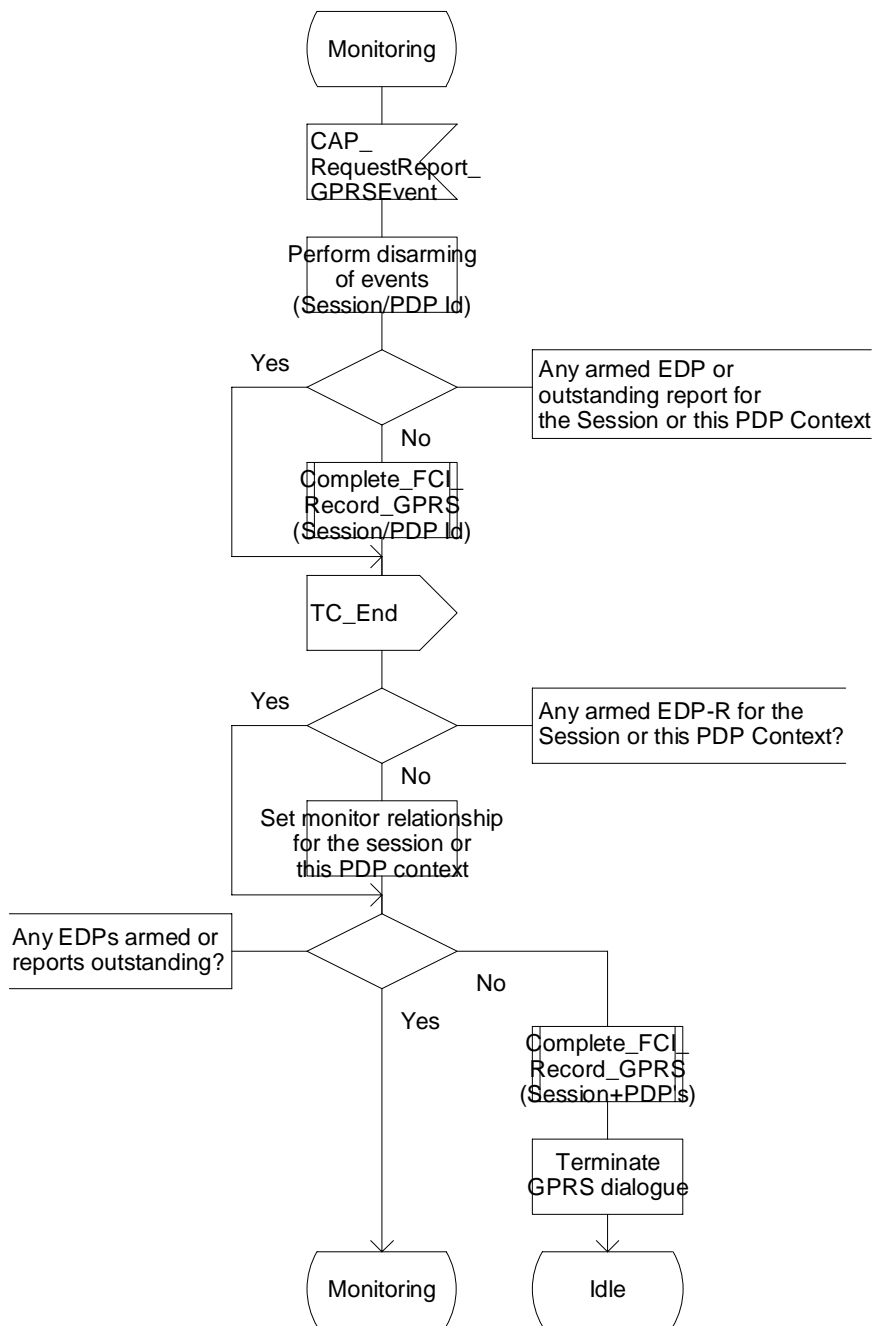 Monitoring
CAP_
RequestReport_
GPRSEvent
Perform disarming
of events
(Session/PDP Id)
Yes
Any armed EDP or
outstanding report for
the Session or this PDP Context
No
Complete_FCI_
Record_GPRS
(Session/PDP Id)
TC_End
Yes
Any armed EDP-R for the
Session or this PDP Context?
No
Set monitor relationship
for the session or
this PDP context
Any EDPs armed or
reports outstanding?
No
Yes
Complete_FCI_
Record_GPRS
(Session+PDP's)
Terminate
GPRS dialogue
Monitoring
Idle